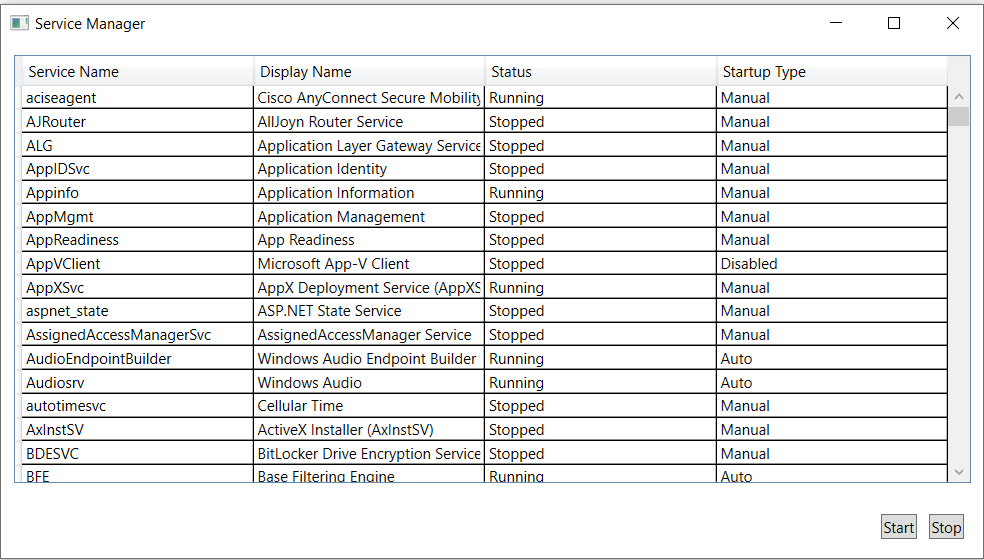 Service Manager
Service Name Display Name Status Startup Type
aciseagent Cisco AnyConnect Secure Mobility Running Manual
AJRouter AllJoyn Router Service Stopped Manual
ALG Application Layer Gateway Service Stopped Manual
AppIDSvc Application Identity Stopped Manual
Appinfo Application Information Running Manual
AppMgmt Application Management Stopped Manual
AppReadiness App Readiness Stopped Manual
AppVClient Microsoft App-V Client Stopped Disabled
AppXSvc AppX Deployment Service (AppXS Running Manual
aspnet_state ASP.NET State Service Stopped Manual
AssignedAccessManagerSvc AssignedAccessManager Service Stopped Manual
AudioEndpointBuilder Windows Audio Endpoint Builder Running Auto
Audiosrv Windows Audio Running Auto
autotimesvc Cellular Time Stopped Manual
AxInstSV ActiveX Installer (AxInstSV) Stopped Manual
BDESVC BitLocker Drive Encryption Service Stopped Manual
BFE Base Filtering Engine Running Auto
Start Stop